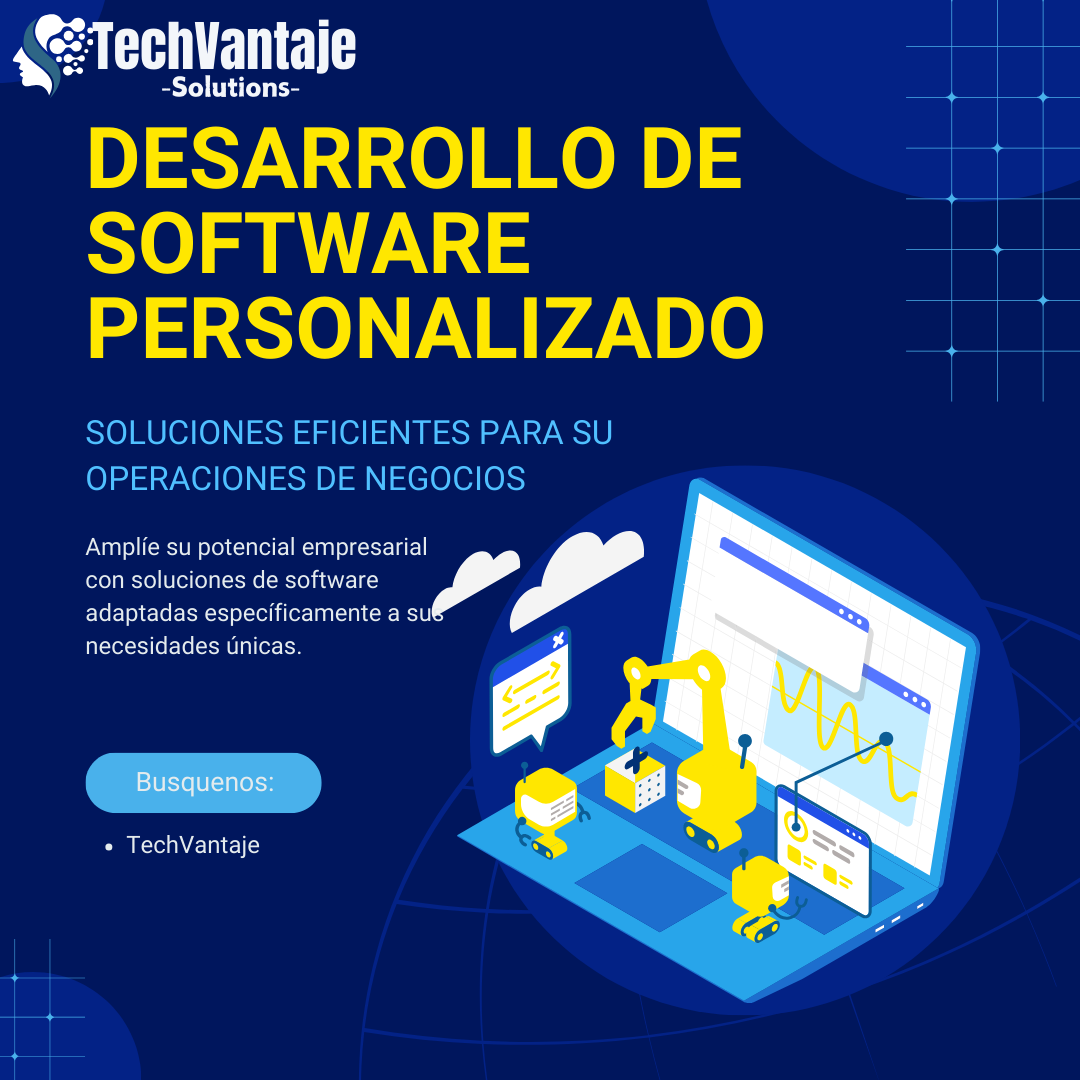 TechVantaje
-Solutions-
DESARROLLO DE
SOFTWARE
PERSONALIZADO
SOLUCIONES EFICIENTES PARA SU
OPERACIONES DE NEGOCIOS
Amplíe su potencial empresarial
con soluciones de software
adaptadas específicamente a sus
necesidades únicas.
Busquenos:
• TechVantaje